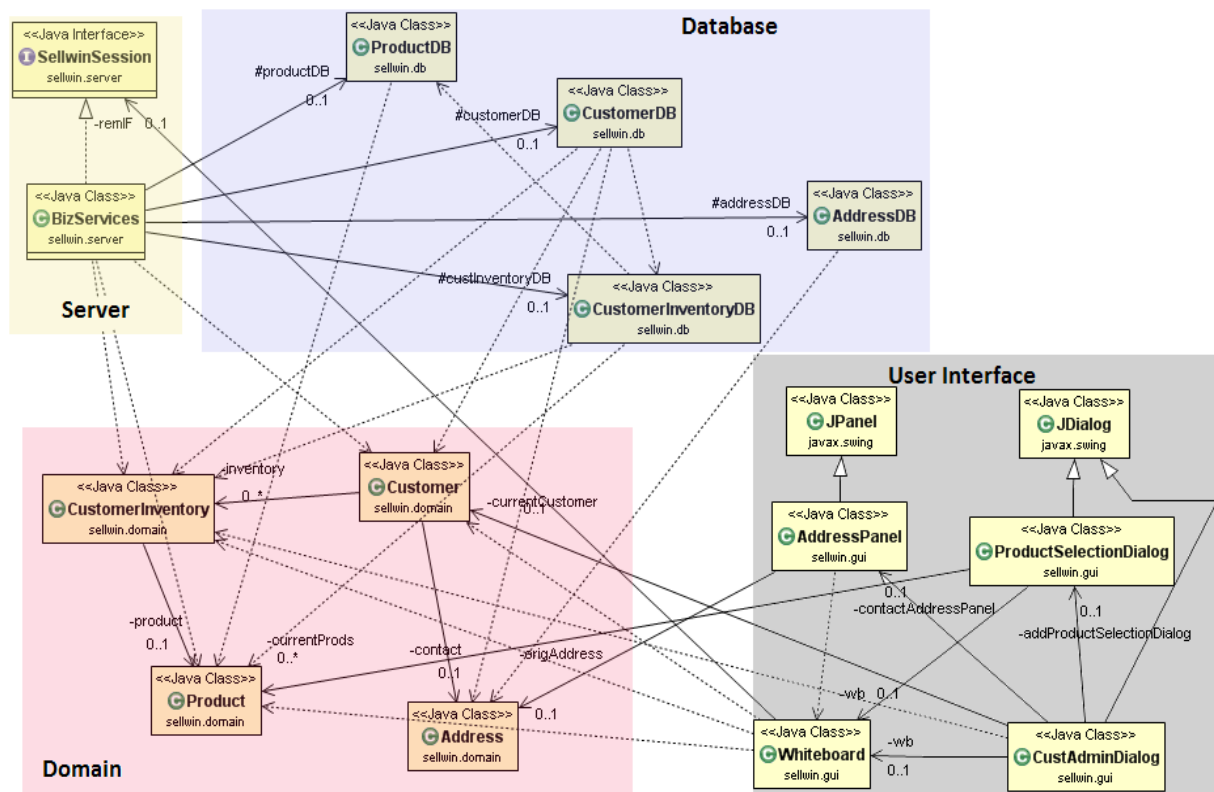 <<Java Interface>>
SellwinSession
sellwin.server
-remIF 0..1
<<Java Class>>
BizServices
sellwin.server
Server
Database
<<Java Class>>
ProductDB
sellwin.db
#productDB
0..1
<<Java Class>>
CustomerDB
sellwin.db
#customerDB
0..1
<<Java Class>>
AddressDB
sellwin.db
#addressDB
0..1
<<Java Class>>
CustomerInventoryDB
sellwin.db
#custInventoryDB
0..1
User Interface
<<Java Class>>
JPanel
javax.swing
<<Java Class>>
JDialog
javax.swing
<<Java Class>>
AddressPanel
sellwin.gui
<<Java Class>>
ProductSelectionDialog
sellwin.gui
0..1
-contactAddressPanel
0..1
-addProductSelectionDialog
-wb 0..1
<<Java Class>>
Whiteboard
sellwin.gui
-wb
0..1
<<Java Class>>
CustAdminDialog
sellwin.gui
-inventory
0..*
<<Java Class>>
CustomerInventory
sellwin.domain
<<Java Class>>
Customer
sellwin.domain
-currentCustomer
0..1
-product
0..1
-currentProds
0..*
-contact
0..1
-origAddress
0..1
<<Java Class>>
Product
sellwin.domain
<<Java Class>>
Address
sellwin.domain
Domain